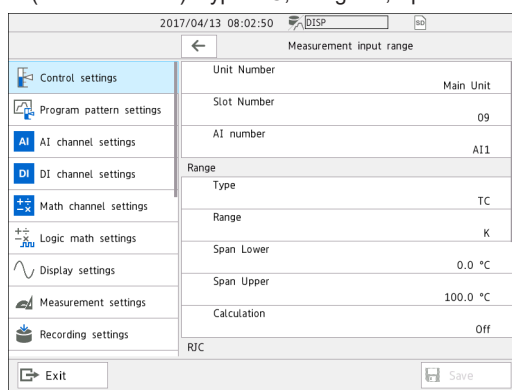 2017/04/13 08:02:50 DISP SD
Measurement input range
Control settings
Program pattern settings
AI AI channel settings
DI DI channel settings
Math channel settings
Logic math settings
Display settings
Measurement settings
Recording settings
Unit Number
Main Unit
Slot Number
09
AI number
AI1
Range
Type
TC
Range
K
Span Lower
0.0 °C
Span Upper
100.0 °C
Calculation
Off
RJC
Exit
Save